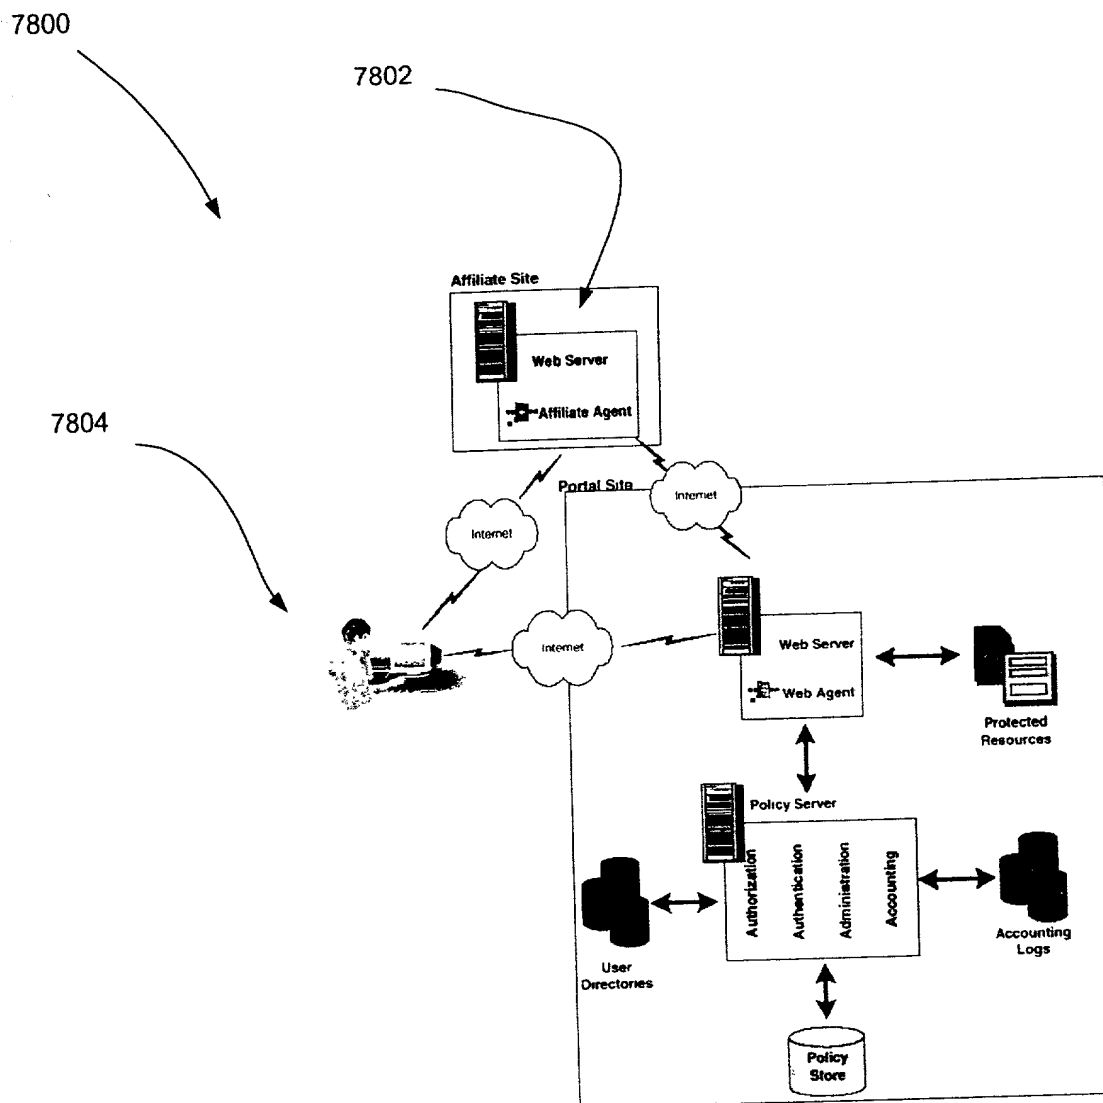 7800
7802
Affiliate Site
Web Server
Affiliate Agent
7804
Portal Site
Internet
Internet
Internet
Web Server
Web Agent
Protected
Resources
Policy Server
Authorization
Authentication
Administration
Accounting
User
Directories
Accounting
Logs
Policy
Store